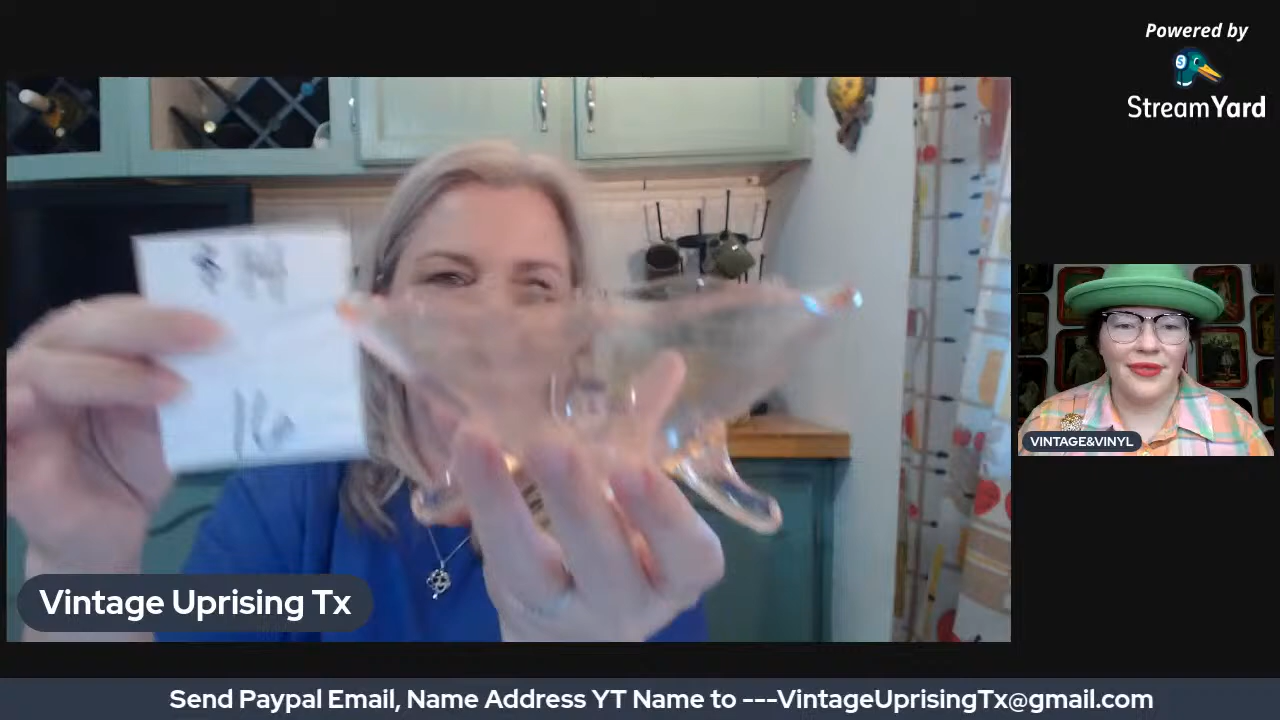 Powered by
StreamYard
$
16
VINTAGE&VINYL
Vintage Uprising Tx
Send Paypal Email, Name Address YT Name to ---VintageUprisingTx@gmail.com